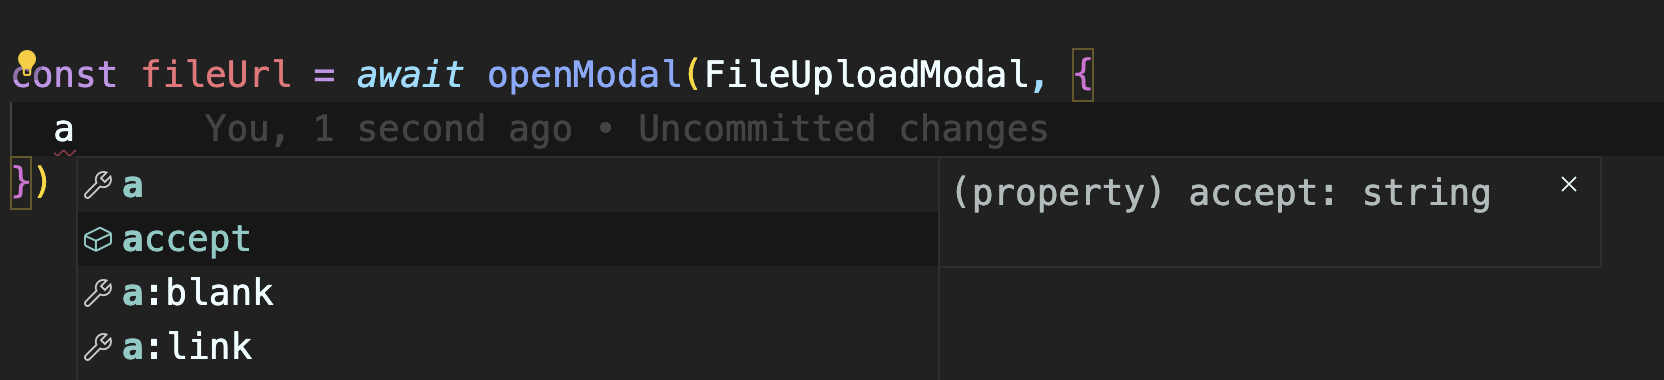 const fileUrl = await openModal(FileUploadModal, {
a You, 1 second ago • Uncommitted changes
})
a
accept
a:blank
a:link
(property) accept: string